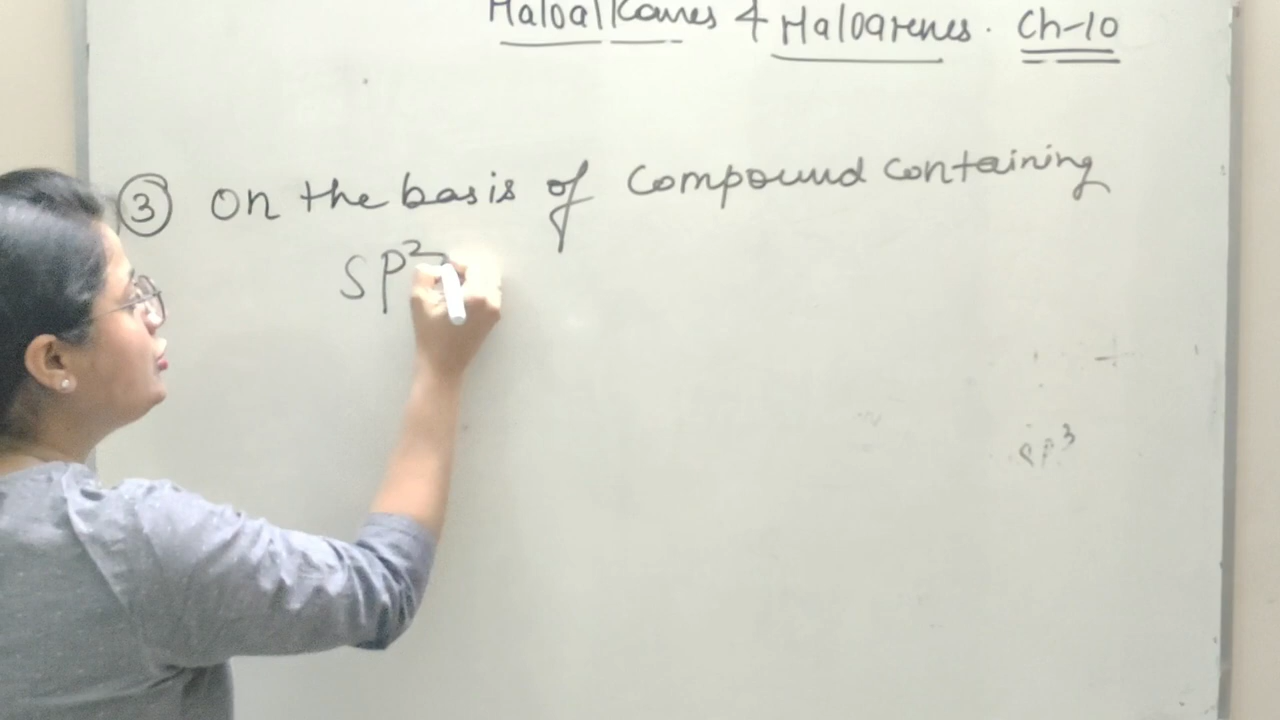 Haloalkanes & Haloarenes. Ch-10
③ On the basis of Compound containing
SP²
SP³